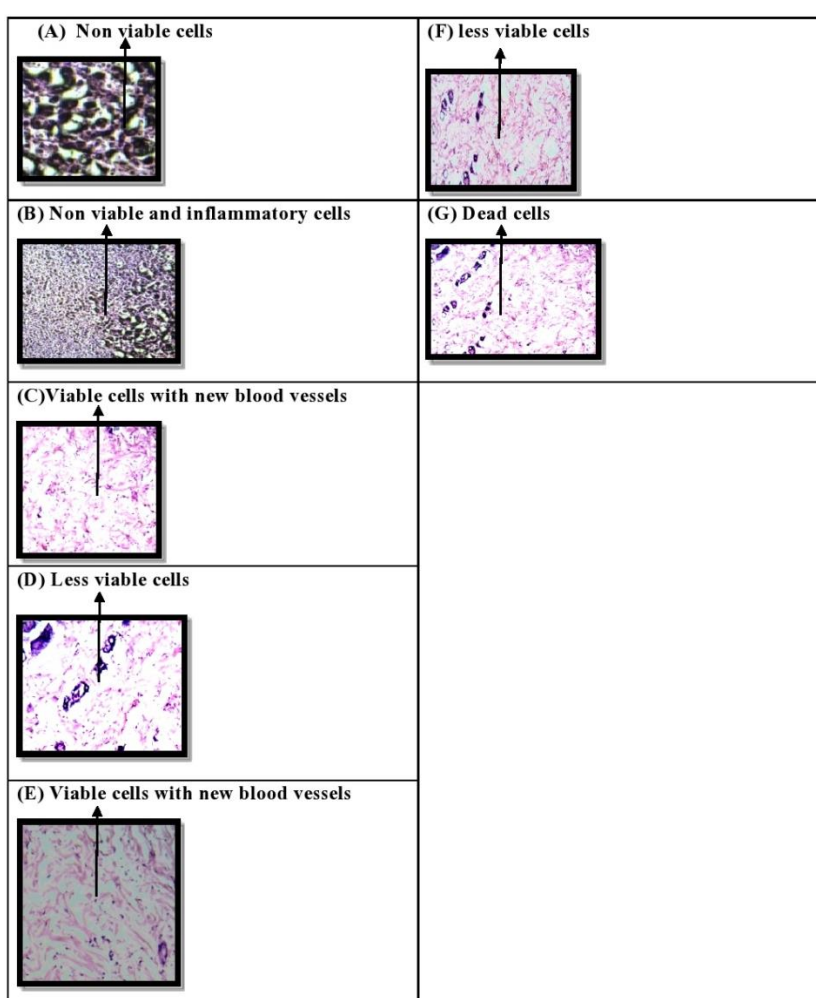 (A) Non viable cells
(B) Non viable and inflammatory cells
(C)Viable cells with new blood vessels
(D) Less viable cells
(E) Viable cells with new blood vessels
(F) less viable cells
(G) Dead cells